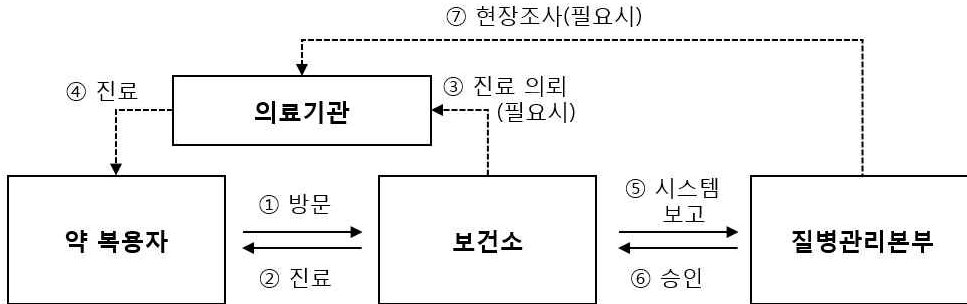 ⑦ 현장조사(필요시)
④ 진료
의료기관
③ 진료 의뢰
(필요시)
약 복용자
① 방문
② 진료
보건소
⑤ 시스템
보고
⑥ 승인
질병관리본부